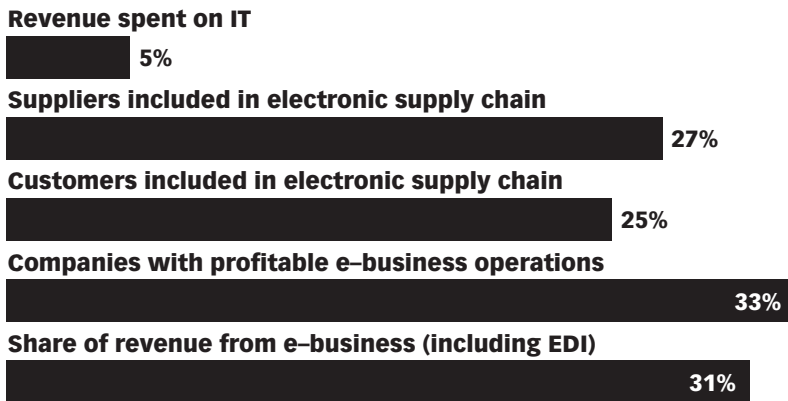 Revenue spent on IT
5%
Suppliers included in electronic supply chain
27%
Customers included in electronic supply chain
25%
Companies with profitable e–business operations
33%
Share of revenue from e–business (including EDI)
31%